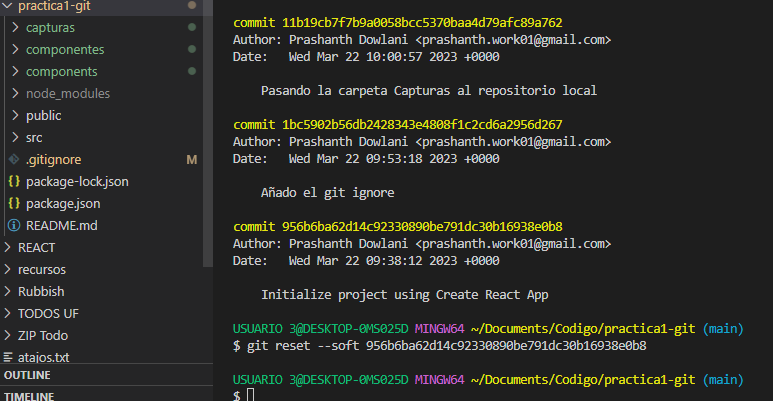 practica1-git
capturas
componentes
components
node_modules
public
src
.gitignore M
package-lock.json
package.json
README.md
REACT
recursos
Rubbish
TODOS UF
ZIP Todo
atajos.txt
OUTLINE
TIMELINE
commit 11b19cb7f7b9a0058bcc5370baa4d79afc89a762
Author: Prashanth Dowlani <prashanth.work01@gmail.com>
Date:   Wed Mar 22 10:00:57 2023 +0000
Pasando la carpeta Capturas al repositorio local
commit 1bc5902b56db2428343e4808f1c2cd6a2956d267
Author: Prashanth Dowlani <prashanth.work01@gmail.com>
Date:   Wed Mar 22 09:53:18 2023 +0000
Añado el git ignore
commit 956b6ba62d14c92330890be791dc30b16938e0b8
Author: Prashanth Dowlani <prashanth.work01@gmail.com>
Date:   Wed Mar 22 09:38:12 2023 +0000
Initialize project using Create React App
USUARIO 3@DESKTOP-0MS025D MINGW64 ~/Documents/Codigo/practica1-git (main)
$ git reset --soft 956b6ba62d14c92330890be791dc30b16938e0b8
USUARIO 3@DESKTOP-0MS025D MINGW64 ~/Documents/Codigo/practica1-git (main)
$